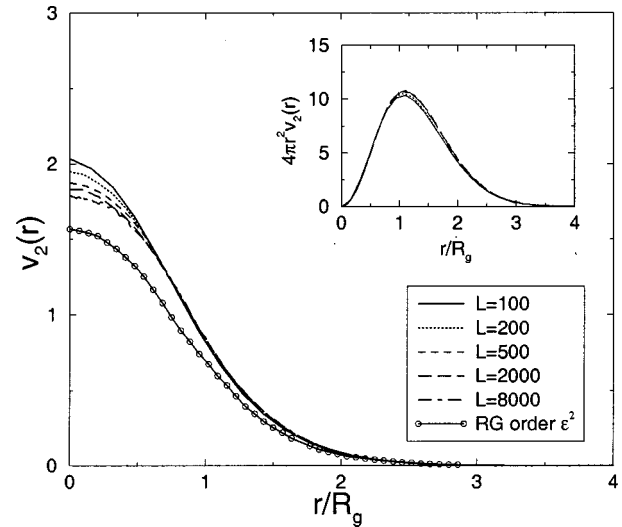 3
2
1
0
v₂(r)
0
1
2
3
4
r/R_g
15
10
5
0
4πr²v₂(r)
0
1
2
3
4
r/R_g
L=100
L=200
L=500
L=2000
L=8000
RG order ε²